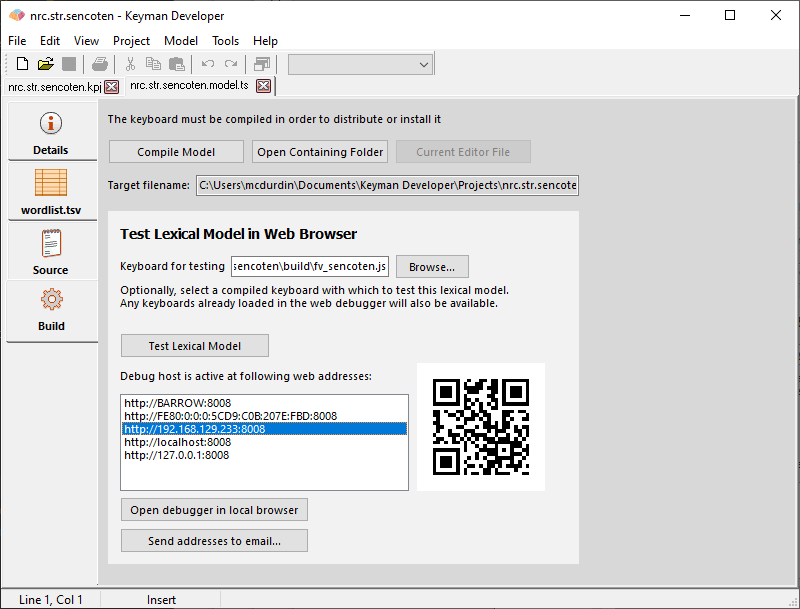 nrc.str.sencoten - Keyman Developer
File Edit View Project Model Tools Help
nrc.str.sencoten.kpj nrc.str.sencoten.model.ts
Details
wordlist.tsv
Source
Build
The keyboard must be compiled in order to distribute or install it
Compile Model Open Containing Folder Current Editor File
Target filename: C:\Users\mcdurdin\Documents\Keyman Developer\Projects\nrc.str.sencote
Test Lexical Model in Web Browser
Keyboard for testing sencoten\build\fv_sencoten.js Browse...
Optionally, select a compiled keyboard with which to test this lexical model.
Any keyboards already loaded in the web debugger will also be available.
Test Lexical Model
Debug host is active at following web addresses:
http://BARROW:8008
http://FE80:0:0:0:5CD9:C0B:207E:FBD:8008
http://192.168.129.233:8008
http://localhost:8008
http://127.0.0.1:8008
Open debugger in local browser
Send addresses to email...
Line 1, Col 1 Insert